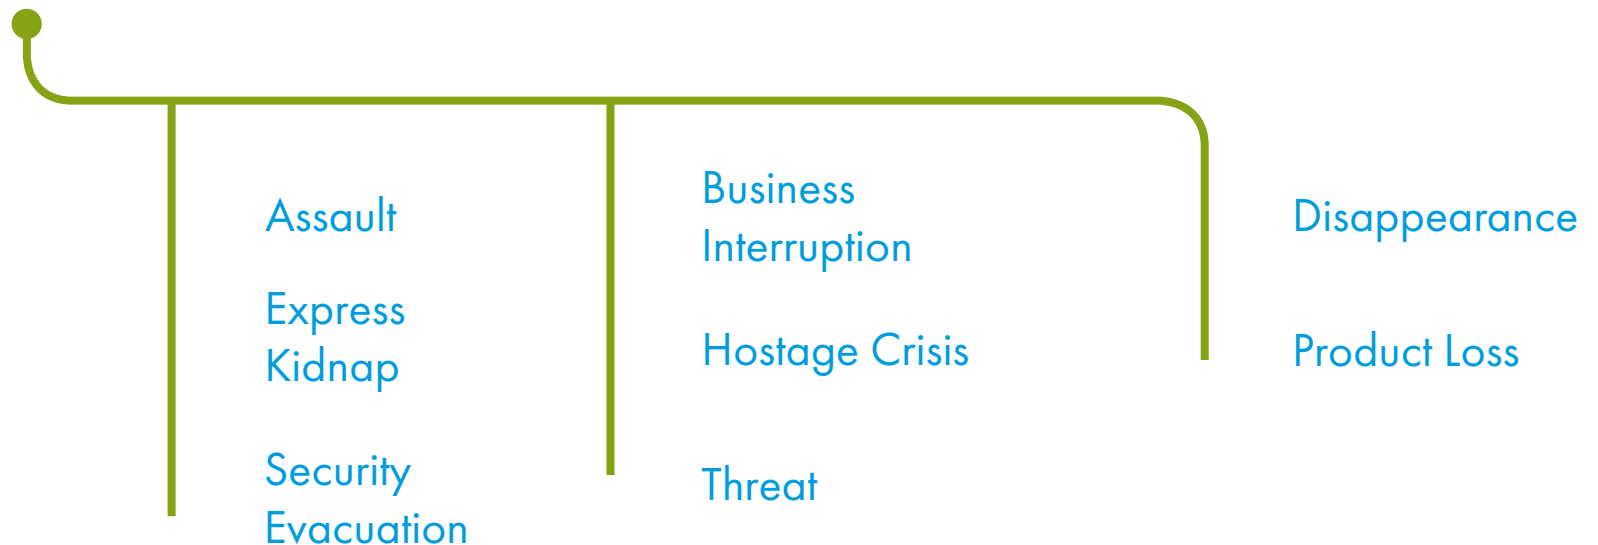 Assault
Express
Kidnap
Security
Evacuation
Business
Interruption
Hostage Crisis
Threat
Disappearance
Product Loss